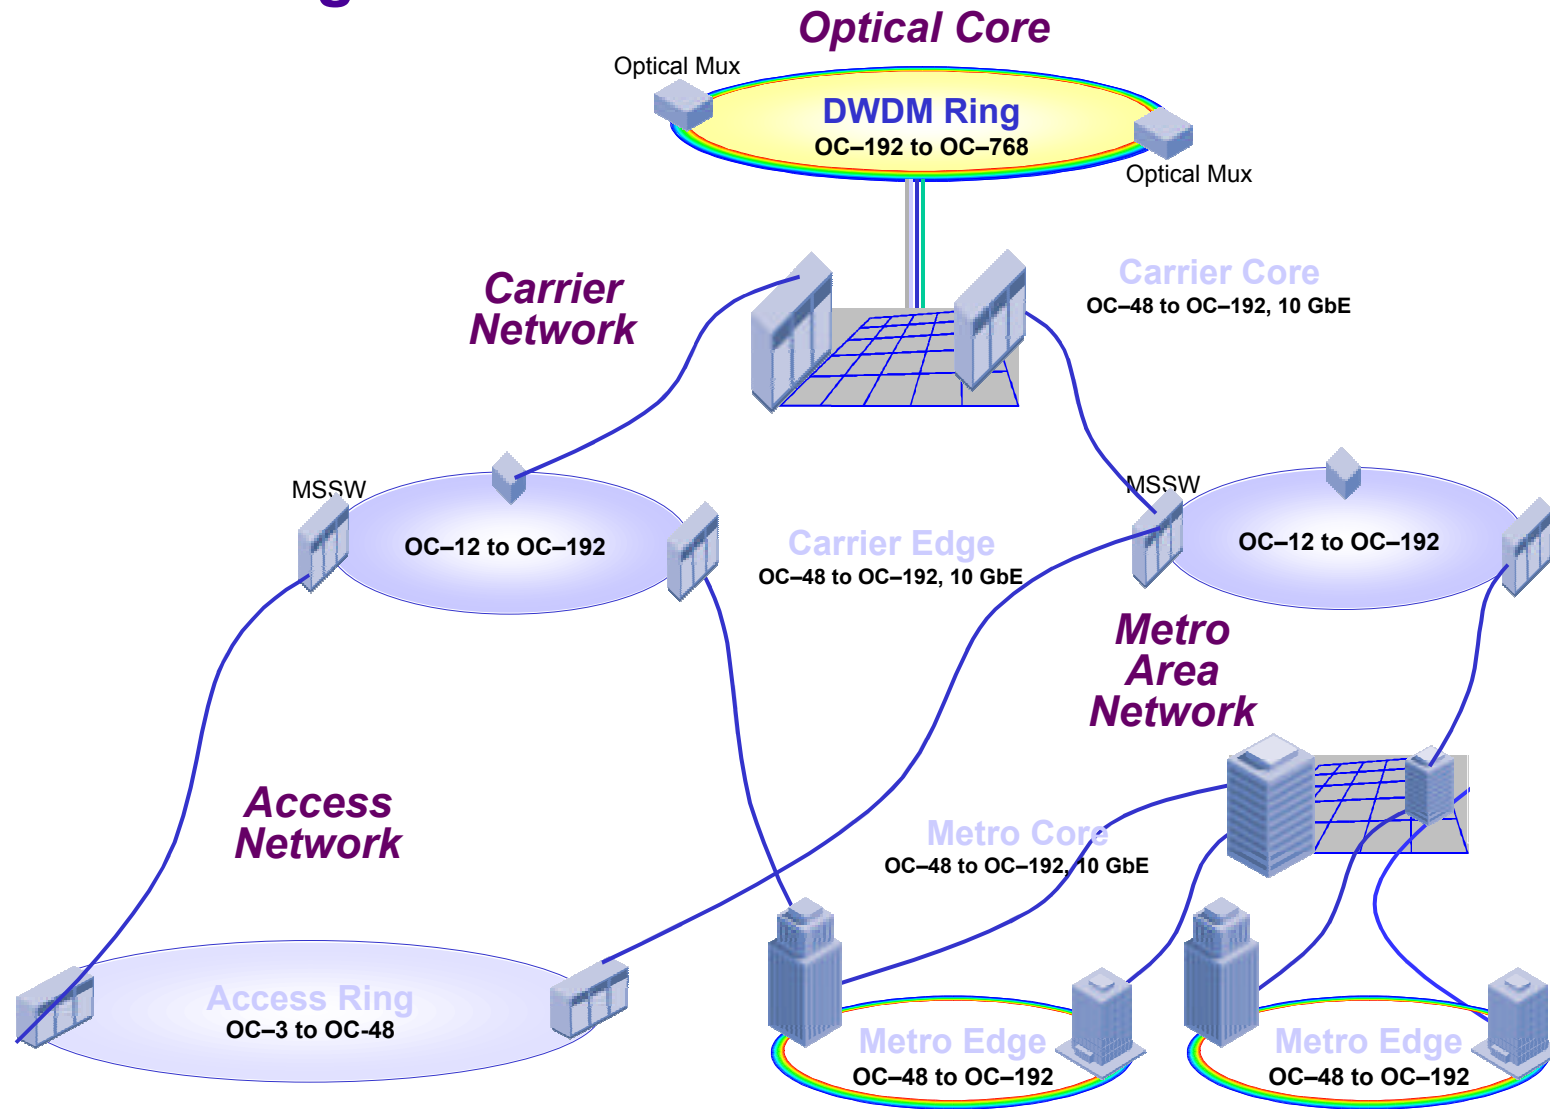 Optical Core
Optical Mux
DWDM Ring
OC–192 to OC–768
Optical Mux
Carrier
Network
Carrier Core
OC–48 to OC–192, 10 GbE
MSSW
OC–12 to OC–192
Carrier Edge
OC–48 to OC–192, 10 GbE
MSSW
OC–12 to OC–192
Metro
Area
Network
Access
Network
Metro Core
OC–48 to OC–192, 10 GbE
Access Ring
OC–3 to OC-48
Metro Edge
OC–48 to OC–192
Metro Edge
OC–48 to OC–192